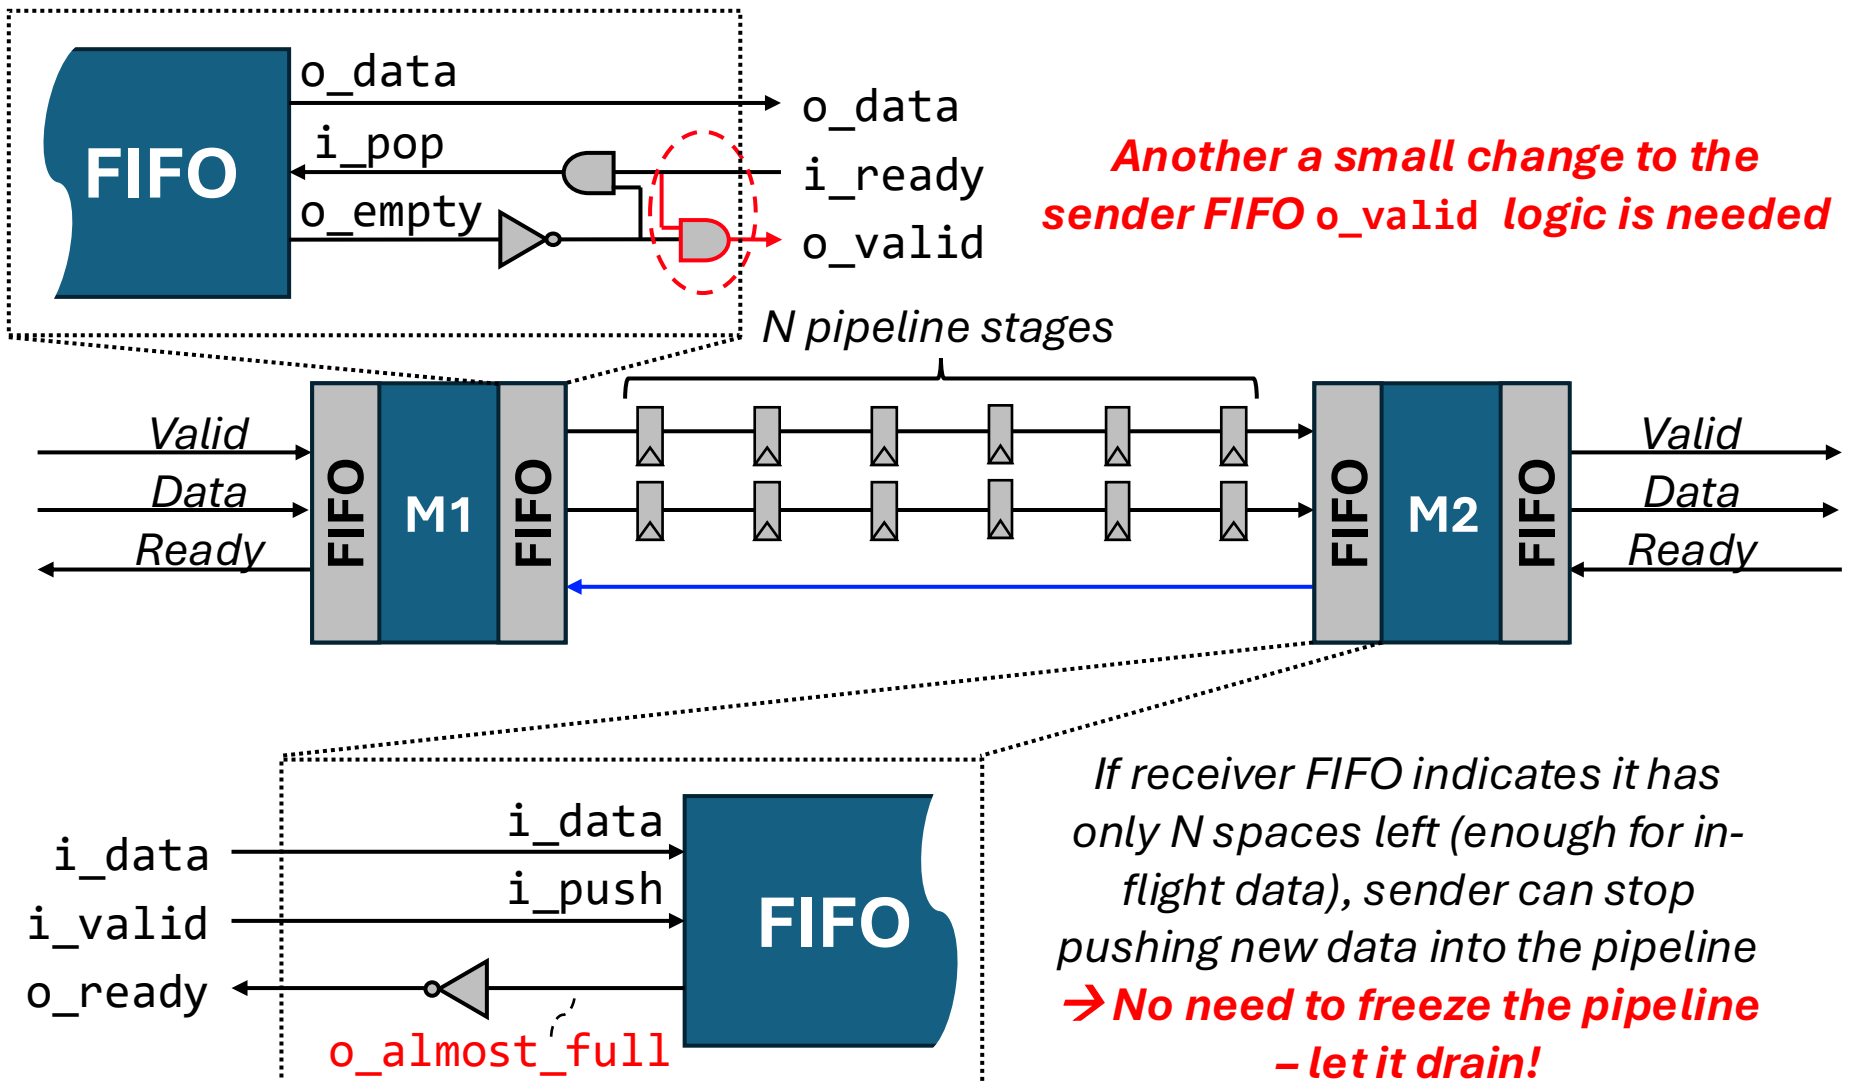 o_data
o_data
i_pop
FIFO
i_ready
o_empty
o_valid
Another a small change to the
sender FIFO o_valid logic is needed
N pipeline stages
Valid
Data
Ready
FIFO
M1
FIFO
FIFO
M2
FIFO
Valid
Data
Ready
i_data
i_data
i_push
i_valid
FIFO
o_ready
o_almost_full
If receiver FIFO indicates it has
only N spaces left (enough for in-
flight data), sender can stop
pushing new data into the pipeline
→ No need to freeze the pipeline
– let it drain!